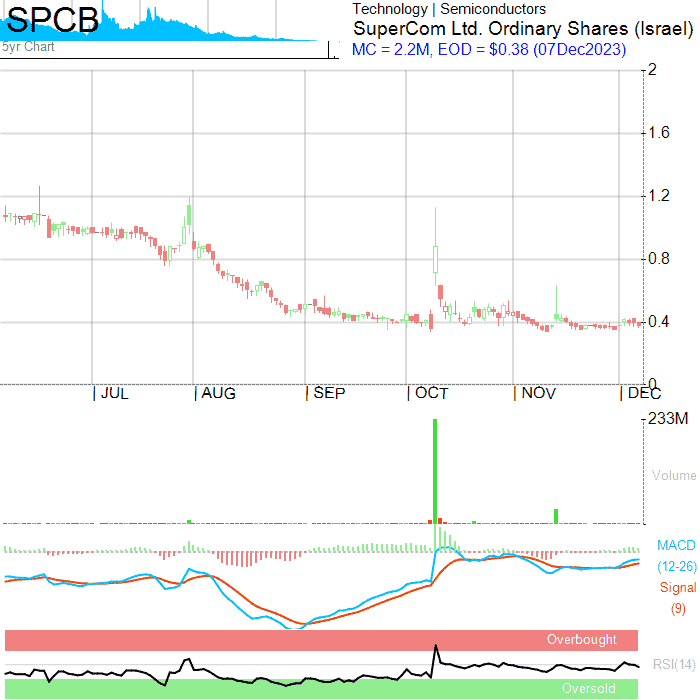 SPCB
5yr Chart
Technology | Semiconductors
SuperCom Ltd. Ordinary Shares (Israel)
MC = 2.2M, EOD = $0.38 (07Dec2023)
2
1.6
1.2
0.8
0.4
0
JUL AUG SEP OCT NOV DEC
233M
Volume
MACD
(12-26)
Signal
(9)
Overbought
RSI(14)
Oversold